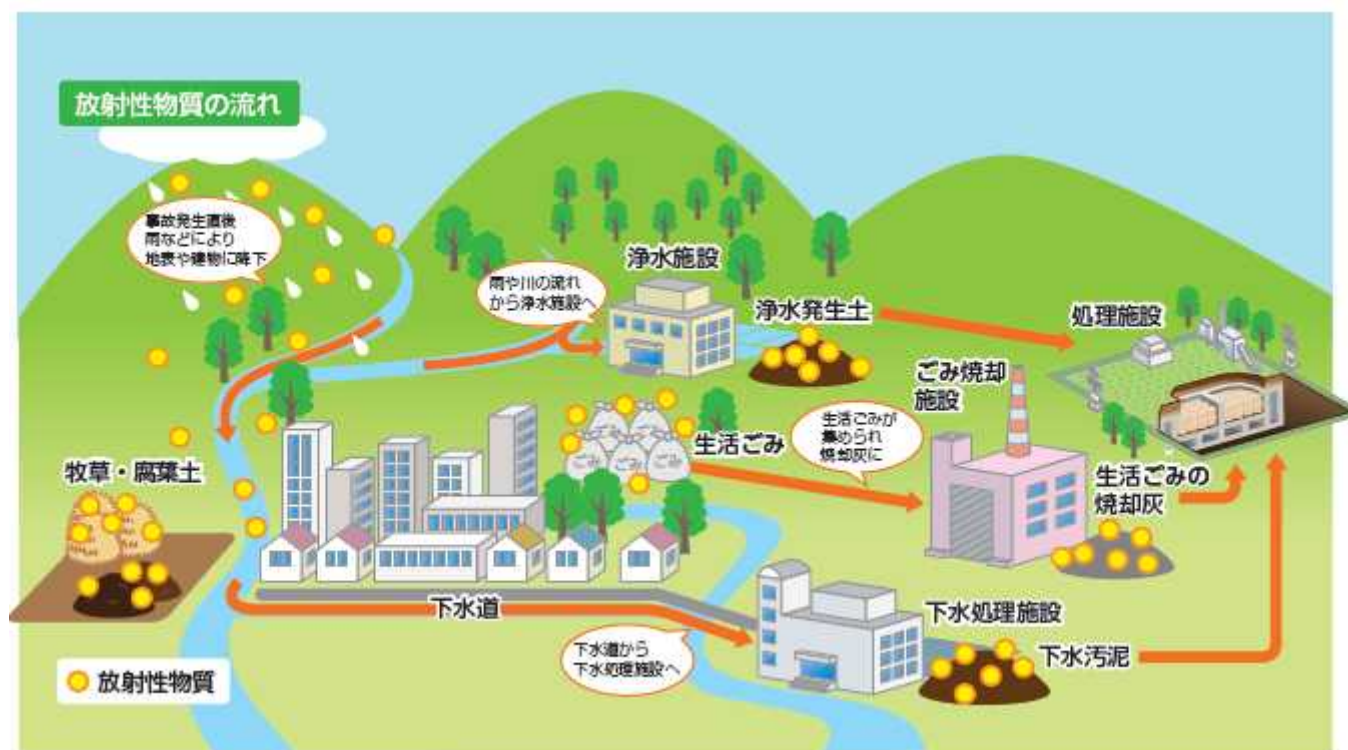 放射性物質の流れ
事故発生直後
雨などにより
地表や建物に降下
雨や川の流れ
から浄水施設へ
浄水施設
浄水発生土
処理施設
ごみ焼却
施設
生活ごみが
集められ
焼却灰に
生活ごみ
ごみ
ごみ
ごみ
生活ごみの
焼却灰
牧草・腐葉土
下水道
下水道から
下水処理施設へ
下水処理施設
下水汚泥
放射性物質